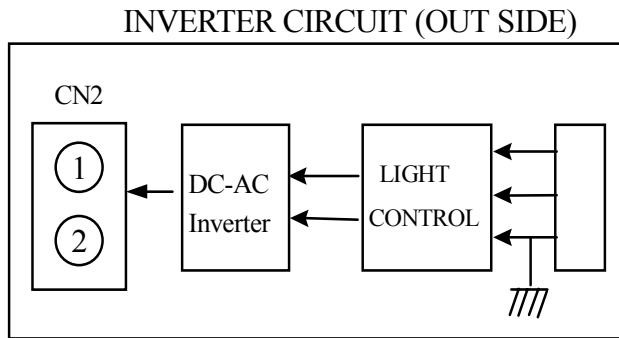 INVERTER CIRCUIT (OUT SIDE)
CN2
1
2
DC-AC
Inverter
LIGHT
CONTROL